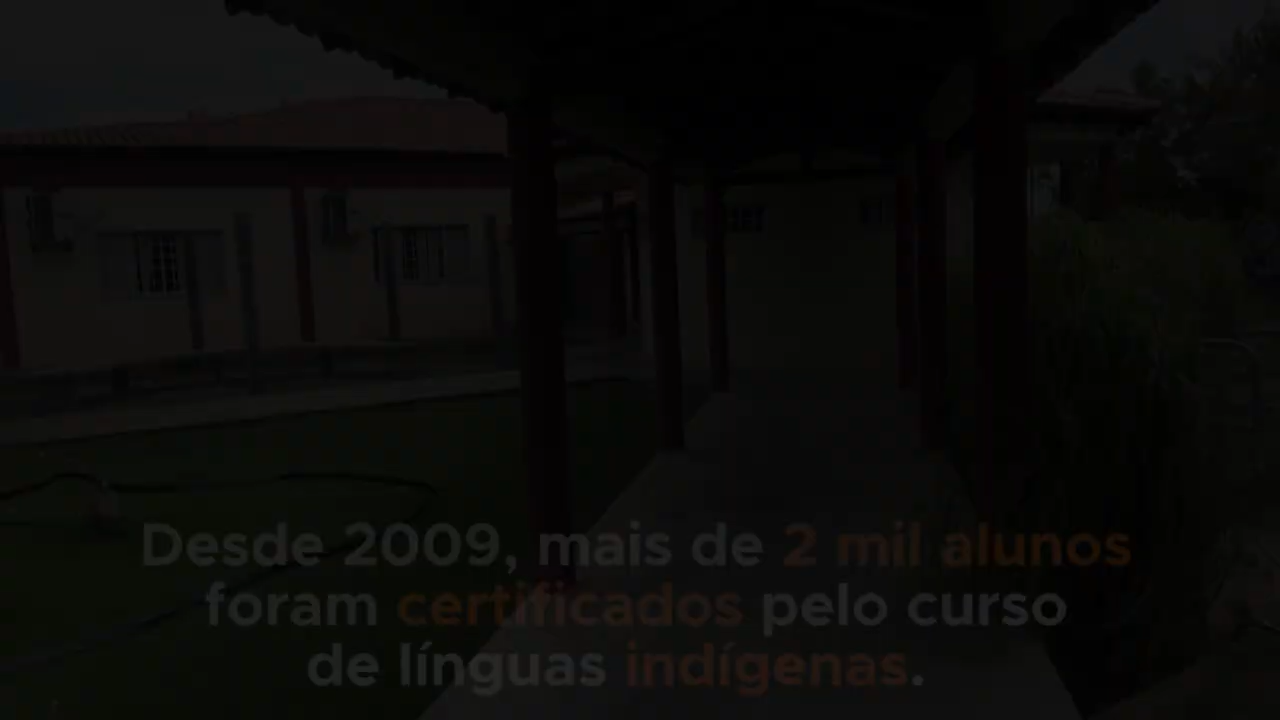 Desde 2009, mais de 2 mil alunos
foram certificados pelo curso
de línguas indígenas.